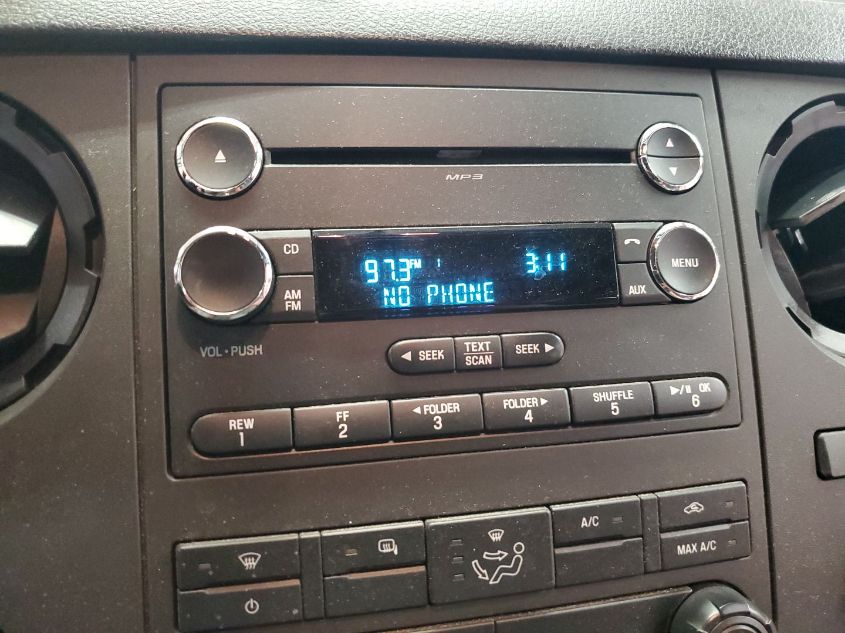 MP3
CD
97.3 FM 1 3:11
MENU
AM
FM
NO PHONE
AUX
VOL • PUSH
◄ SEEK
TEXT
SCAN
SEEK ►
REW
1
FF
2
◄ FOLDER
3
FOLDER ►
4
SHUFFLE
5
►/II OK
6
A/C
MAX A/C